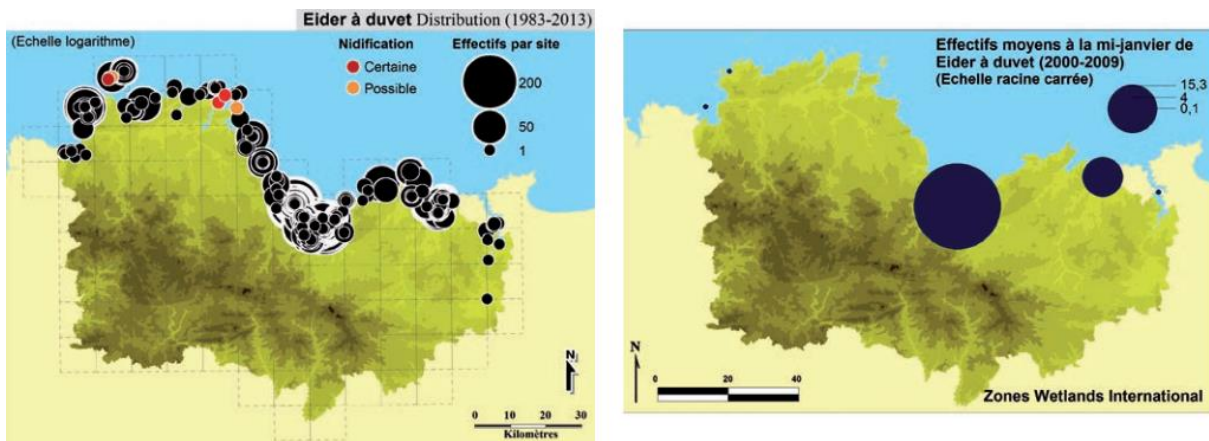 Eider à duvet Distribution (1983-2013)
(Echelle logarithme)
Nidification
Certaine
Possible
Effectifs par site
200
50
1
N
0 10 20 30
Kilomètres
Effectifs moyens à la mi-janvier de
Eider à duvet (2000-2009)
(Echelle racine carrée)
15,3
4
0,1
N
0 20 40
Zones Wetlands International